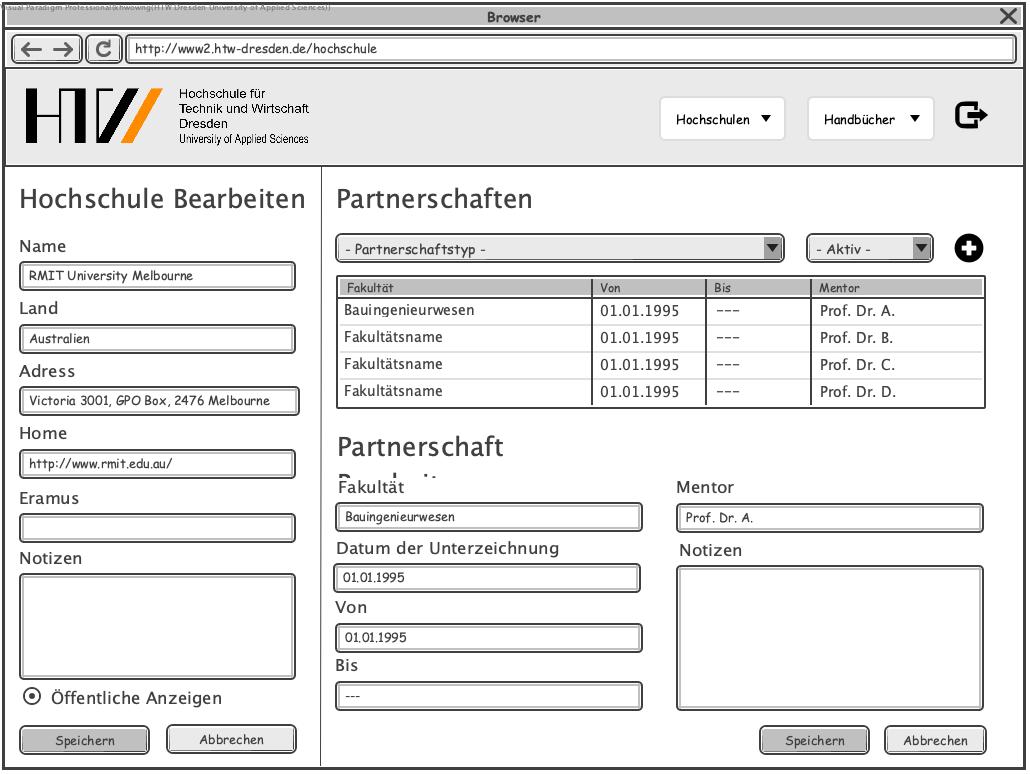 Visual Paradigm Professional(khwowng(HTW Dresden University of Applied Sciences))
Browser
http://www2.htw-dresden.de/hochschule
HTW
Hochschule für
Technik und Wirtschaft
Dresden
University of Applied Sciences
Hochschulen
Handbücher
Hochschule Bearbeiten
Name
RMIT University Melbourne
Land
Australien
Adress
Victoria 3001, GPO Box, 2476 Melbourne
Home
http://www.rmit.edu.au/
Eramus
Notizen
Öffentliche Anzeigen
Speichern Abbrechen
Partnerschaften
- Partnerschaftstyp - - Aktiv -
Fakultät Von Bis Mentor
Bauingenieurwesen 01.01.1995 --- Prof. Dr. A.
Fakultätsname 01.01.1995 --- Prof. Dr. B.
Fakultätsname 01.01.1995 --- Prof. Dr. C.
Fakultätsname 01.01.1995 --- Prof. Dr. D.
Partnerschaft
Fakultät
Bauingenieurwesen
Datum der Unterzeichnung
01.01.1995
Von
01.01.1995
Bis
---
Mentor
Prof. Dr. A.
Notizen
Speichern Abbrechen